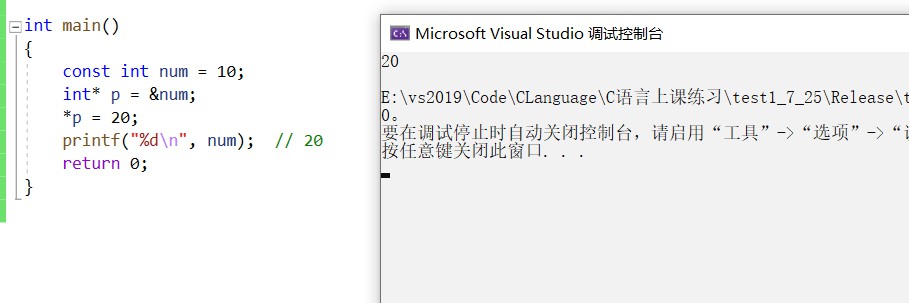 int main()
{
const int num = 10;
int* p = &num;
*p = 20;
printf("%d\n", num);  // 20
return 0;
}
C:\ Microsoft Visual Studio 调试控制台
20
E:\vs2019\Code\CLanguage\C语言上课练习\test1_7_25\Release\t
0。
要在调试停止时自动关闭控制台，请启用“工具”->“选项”->“
按任意键关闭此窗口. . .